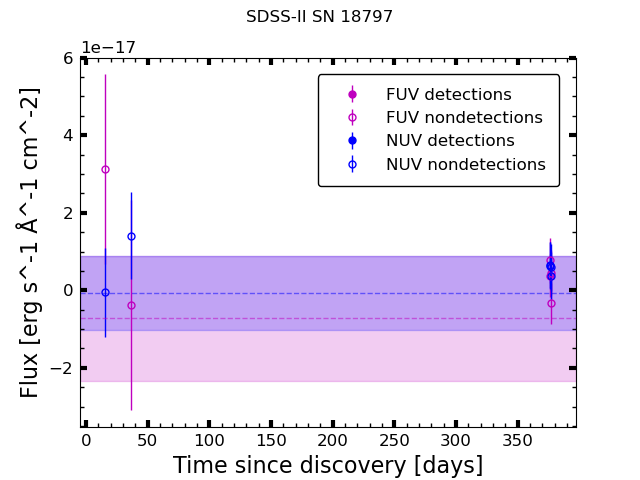 SDSS-II SN 18797
1e−17
FUV detections
FUV nondetections
NUV detections
NUV nondetections
6
4
2
0
−2
Flux [erg s^-1 Å^-1 cm^-2]
0 50 100 150 200 250 300 350
Time since discovery [days]